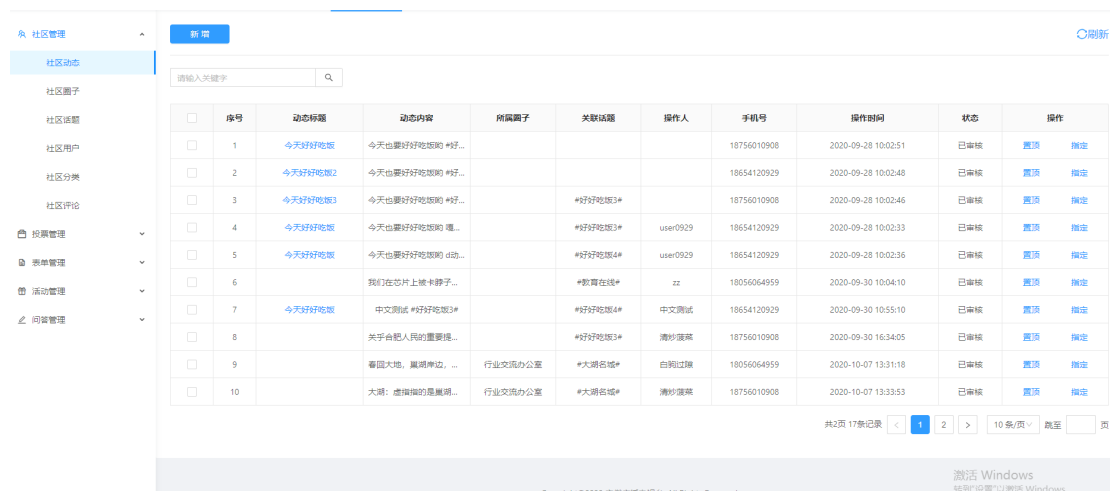 社区管理
社区动态
社区圈子
社区话题
社区用户
社区分类
社区评论
投票管理
表单管理
活动管理
问答管理
新增
刷新
请输入关键字
序号 动态标题 动态内容 所属圈子 关联话题 操作人 手机号 操作时间 状态 操作
1 今天好好吃饭 今天也要好好吃饭哟 #好... 18756010908 2020-09-28 10:02:51 已审核 置顶 指定
2 今天好好吃饭2 今天也要好好吃饭哟 #好... 18654120929 2020-09-28 10:02:48 已审核 置顶 指定
3 今天好好吃饭3 今天也要好好吃饭哟 #好... #好好吃饭3# 18654120929 2020-09-28 10:02:46 已审核 置顶 指定
4 今天好好吃饭 今天也要好好吃饭哟 嘎... #好好吃饭3# user0929 18654120929 2020-09-28 10:02:33 已审核 置顶 指定
5 今天好好吃饭 今天也要好好吃饭哟 d动... #好好吃饭4# user0929 18654120929 2020-09-28 10:02:36 已审核 置顶 指定
6 我们在芯片上被卡脖子... #教育在线# zz 18056064959 2020-09-30 10:04:10 已审核 置顶 指定
7 今天好好吃饭 中文测试 #好好吃饭3# #好好吃饭4# 中文测试 18654120929 2020-09-30 10:55:10 已审核 置顶 指定
8 关乎合肥人民的重要提... #好好吃饭3# 清炒菠菜 18756010908 2020-09-30 16:34:05 已审核 置顶 指定
9 春回大地，巢湖岸边，... 行业交流办公室 #大湖名城# 白驹过隙 18056064959 2020-10-07 13:31:18 已审核 置顶 指定
10 大湖：虚指指的是巢湖... 行业交流办公室 #大湖名城# 清炒菠菜 18756010908 2020-10-07 13:33:53 已审核 置顶 指定
共2页 17条记录 < 1 2 > 10 条/页 跳至 页
激活 Windows